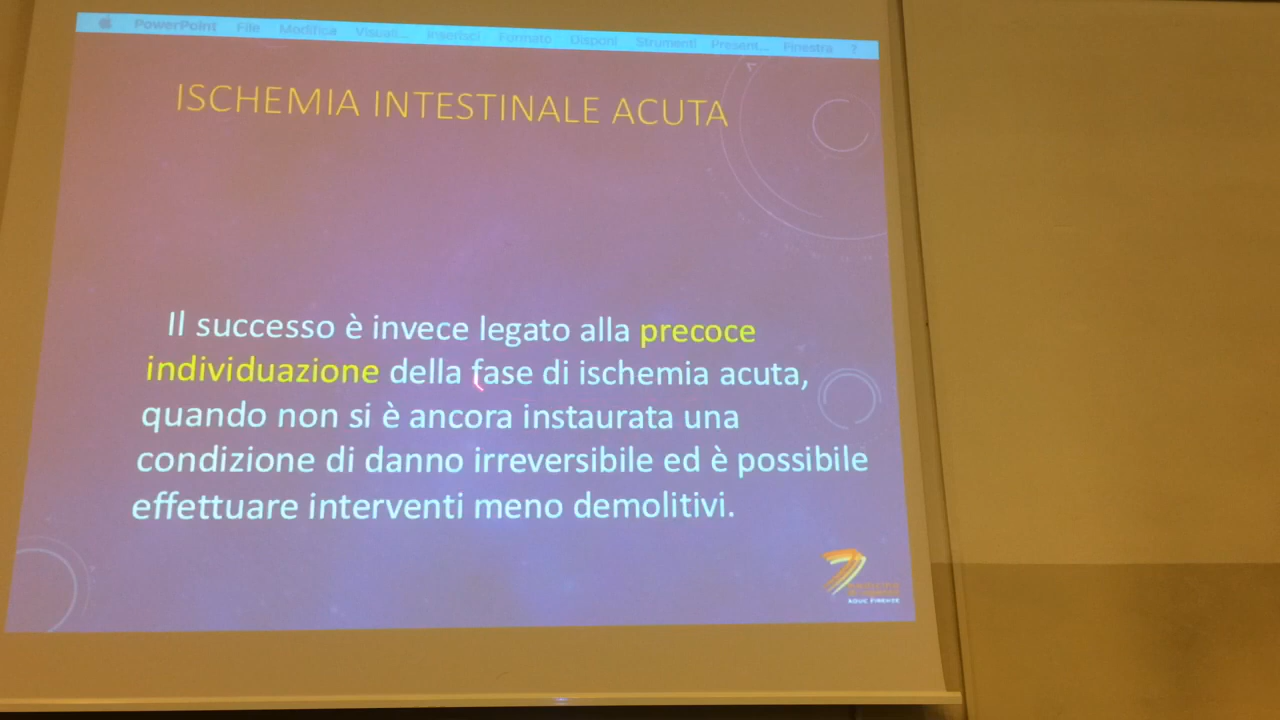 PowerPoint File Modifica Visuali... Inserisci Formato Disponi Strumenti Present... Finestra ?
ISCHEMIA INTESTINALE ACUTA
Il successo è invece legato alla precoce
individuazione della fase di ischemia acuta,
quando non si è ancora instaurata una
condizione di danno irreversibile ed è possibile
effettuare interventi meno demolitivi.
AOUC FIRENZE